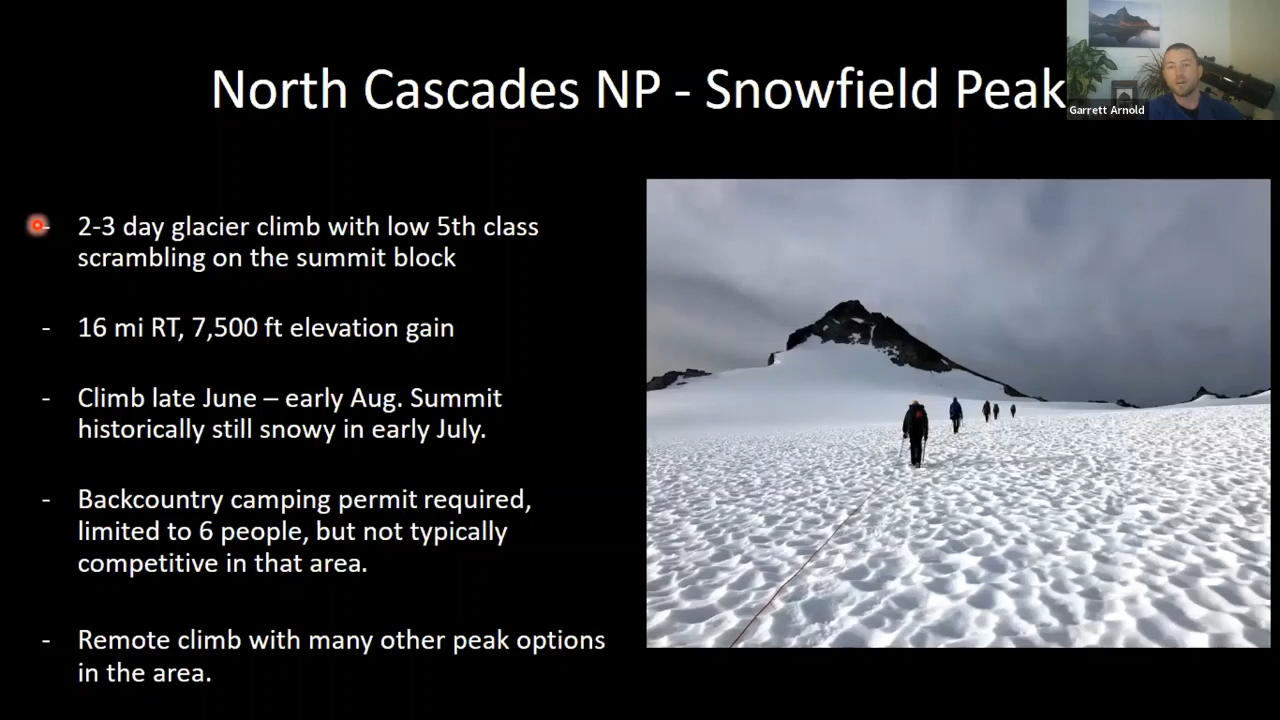 North Cascades NP - Snowfield Peak
Garrett Arnold
- 2-3 day glacier climb with low 5th class
scrambling on the summit block
- 16 mi RT, 7,500 ft elevation gain
- Climb late June – early Aug. Summit
historically still snowy in early July.
- Backcountry camping permit required,
limited to 6 people, but not typically
competitive in that area.
- Remote climb with many other peak options
in the area.